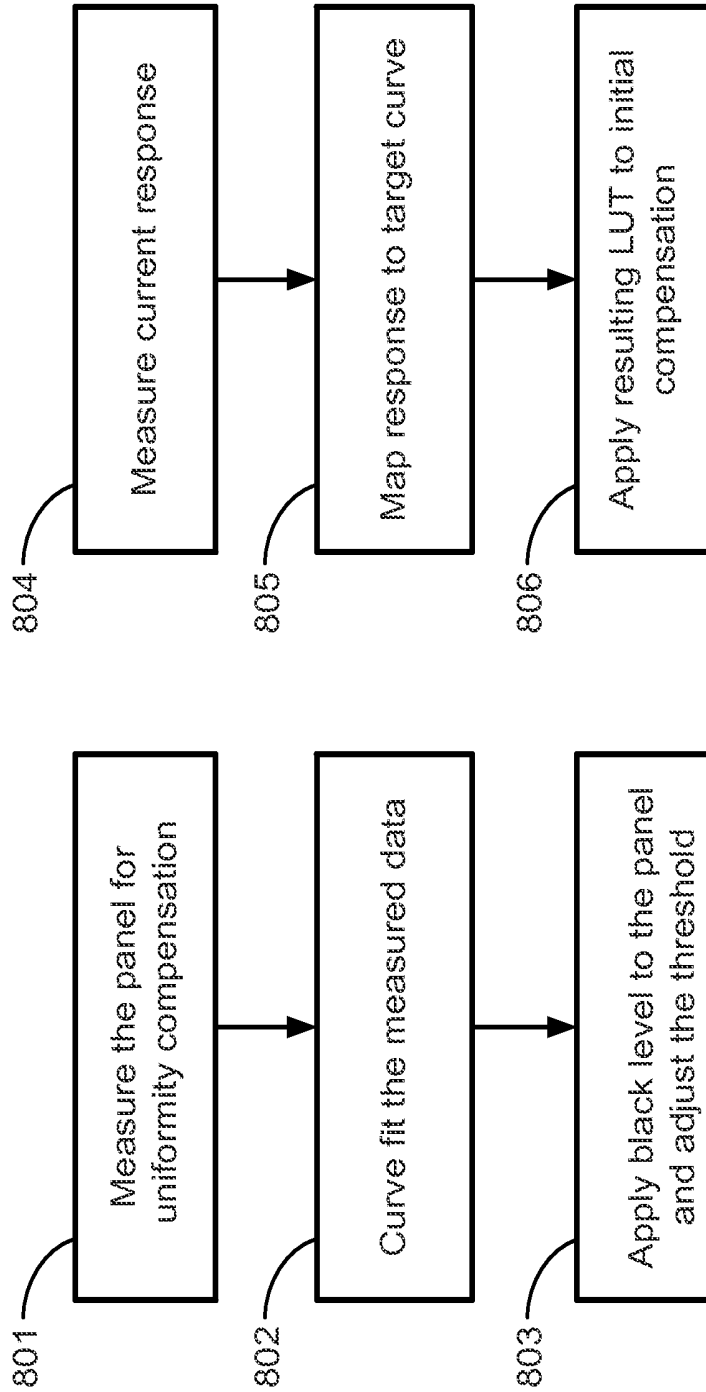 801
Measure the panel for
uniformity compensation
802
Curve fit the measured data
803
Apply black level to the panel
and adjust the threshold
804
Measure current response
805
Map response to target curve
806
Apply resulting LUT to initial
compensation